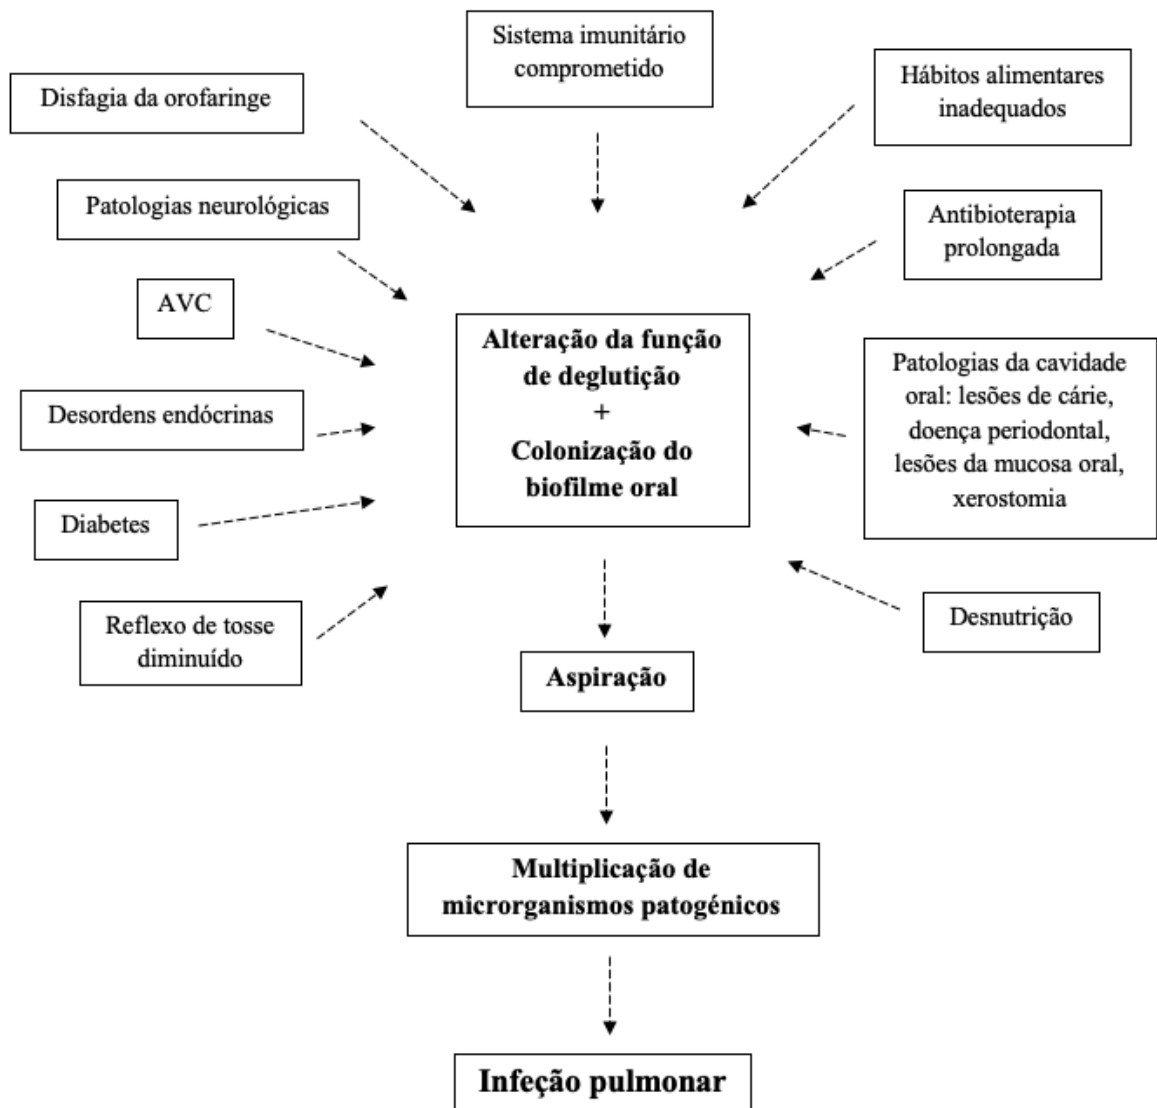 Sistema imunitário
comprometido
Disfagia da orofaringe
Hábitos alimentares
inadequados
Patologias neurológicas
Antibioterapia
prolongada
AVC
Alteração da função
de deglutição
+
Colonização do
biofilme oral
Patologias da cavidade
oral: lesões de cárie,
doença periodontal,
lesões da mucosa oral,
xerostomia
Desordens endócrinas
Diabetes
Reflexo de tosse
diminuído
Desnutrição
Aspiração
Multiplicação de
microrganismos patogénicos
Infeção pulmonar